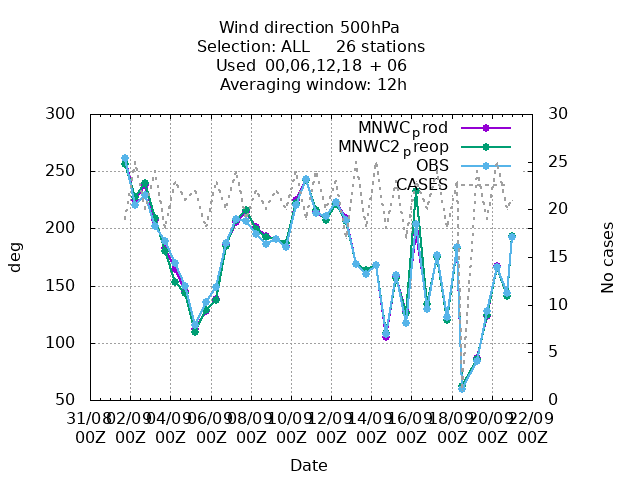 Wind direction 500hPa
Selection: ALL 26 stations
Used 00,06,12,18 + 06
Averaging window: 12h
300
250
200
150
100
50
deg
30
25
20
15
10
5
0
No cases
MNWCprod
MNWC2preop
OBS
CASES
31/08 02/09 04/09 06/09 08/09 10/09 12/09 14/09 16/09 18/09 20/09 22/09
00Z 00Z 00Z 00Z 00Z 00Z 00Z 00Z 00Z 00Z 00Z 00Z
Date